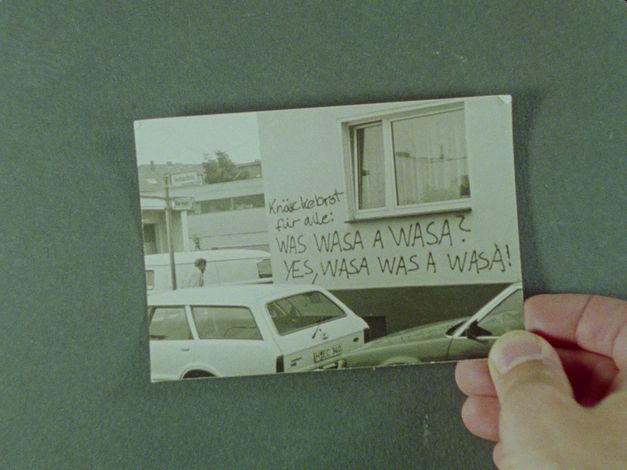 Knäckebrot
für alle:
WAS WASA A WASA?
YES, WASA WAS A WASA!